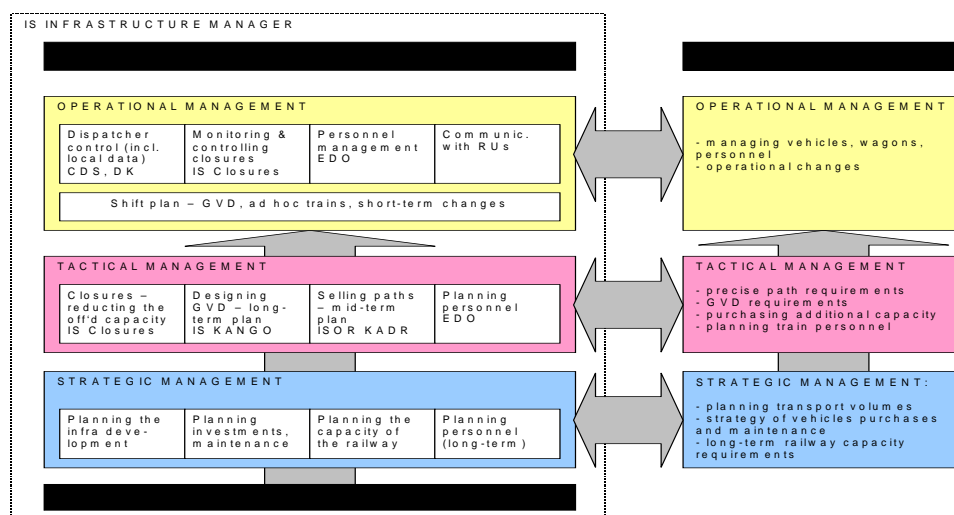 IS INFRASTRUCTURE MANAGER
OPERATIONAL MANAGEMENT
Dispatcher
control (incl.
local data)
CDS, DK
Monitoring &
controlling
closures
IS Closures
Personnel
management
EDO
Communic.
with RUs
Shift plan – GVD, ad hoc trains, short-term changes
TACTICAL MANAGEMENT
Closures –
reducting the
off'd capacity
IS Closures
Designing
GVD – long-
term plan
IS KANGO
Selling paths
– mid-term
plan
ISOR KADR
Planning
personnel
EDO
STRATEGIC MANAGEMENT
Planning the
infra deve-
lopment
Planning
investments,
maintenance
Planning the
capacity of
the railway
Planning
personnel
(long-term)
OPERATIONAL MANAGEMENT
- managing vehicles, wagons,
personnel
- operational changes
TACTICAL MANAGEMENT
- precise path requirements
- GVD requirements
- purchasing additional capacity
- planning train personnel
STRATEGIC MANAGEMENT:
- planning transport volumes
- strategy of vehicles purchases
and maintenance
- long-term railway capacity
requirements